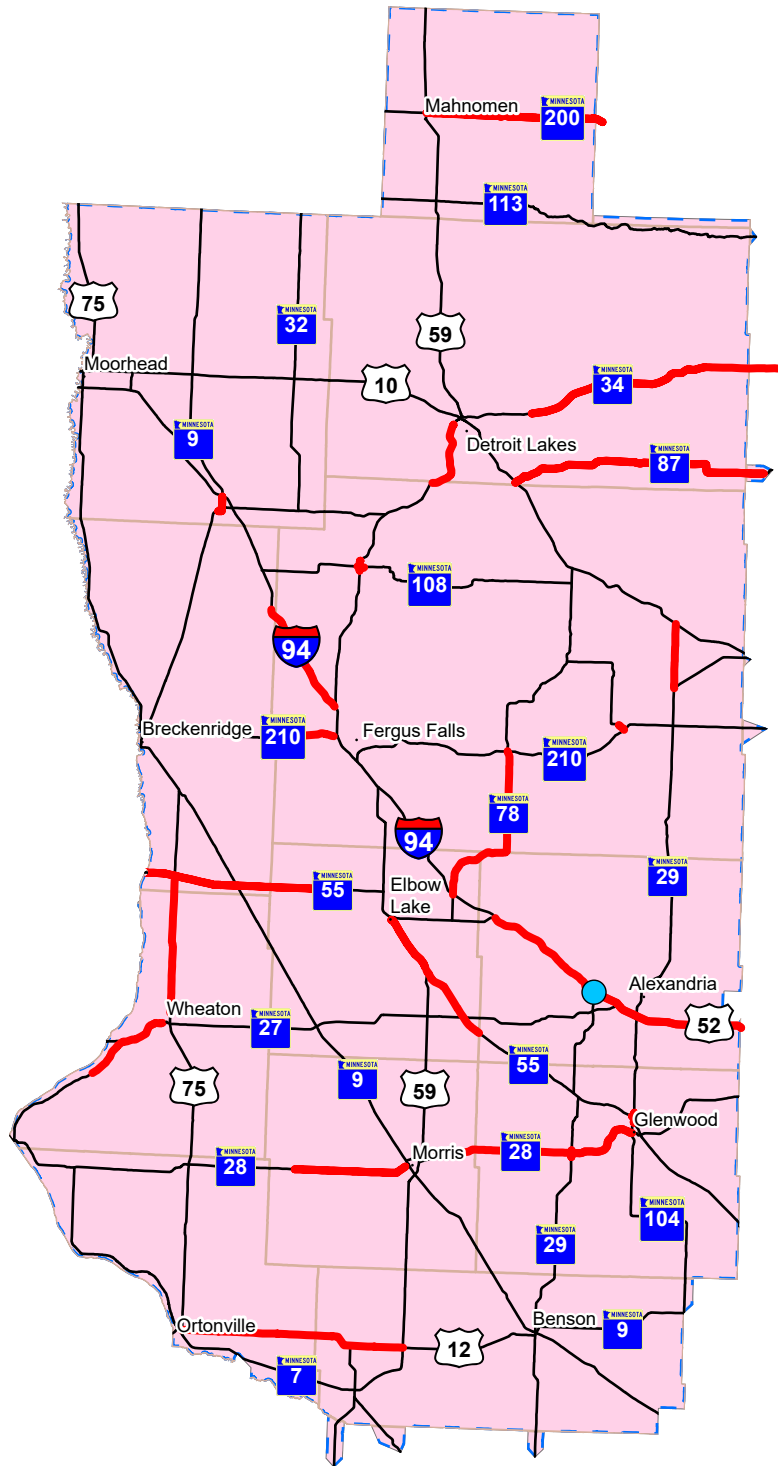 Mahnomen
MINNESOTA
200
MINNESOTA
113
75
MINNESOTA
32
59
Moorhead
10
MINNESOTA
34
MINNESOTA
9
Detroit Lakes
MINNESOTA
87
MINNESOTA
108
94
Breckenridge
MINNESOTA
210
Fergus Falls
MINNESOTA
210
MINNESOTA
78
94
MINNESOTA
55
Elbow
Lake
MINNESOTA
29
Alexandria
Wheaton
MINNESOTA
27
52
MINNESOTA
55
75
MINNESOTA
9
59
Glenwood
MINNESOTA
28
Morris
MINNESOTA
28
MINNESOTA
104
MINNESOTA
29
Ortonville
Benson
MINNESOTA
9
12
MINNESOTA
7